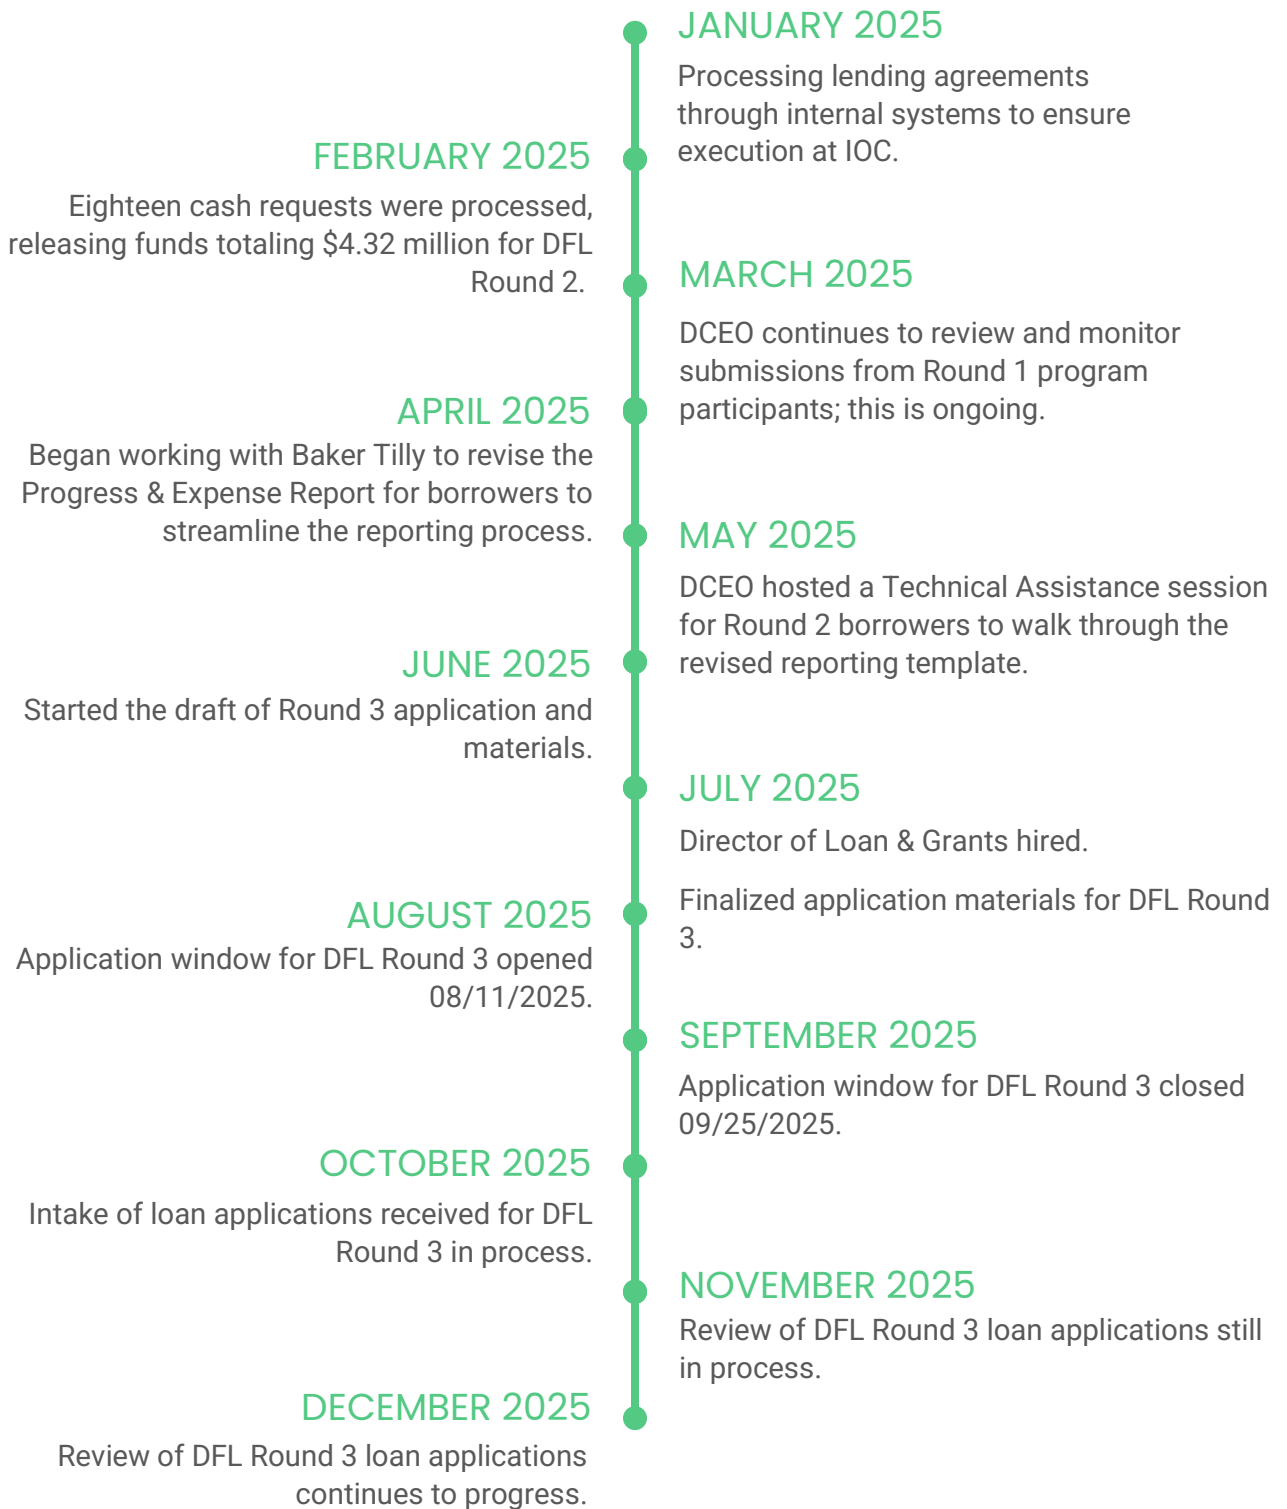 JANUARY 2025
Processing lending agreements
through internal systems to ensure
execution at IOC.
FEBRUARY 2025
Eighteen cash requests were processed,
releasing funds totaling $4.32 million for DFL
Round 2.
MARCH 2025
DCEO continues to review and monitor
submissions from Round 1 program
participants; this is ongoing.
APRIL 2025
Began working with Baker Tilly to revise the
Progress & Expense Report for borrowers to
streamline the reporting process.
MAY 2025
DCEO hosted a Technical Assistance session
for Round 2 borrowers to walk through the
revised reporting template.
JUNE 2025
Started the draft of Round 3 application and
materials.
JULY 2025
Director of Loan & Grants hired.
Finalized application materials for DFL Round
3.
AUGUST 2025
Application window for DFL Round 3 opened
08/11/2025.
SEPTEMBER 2025
Application window for DFL Round 3 closed
09/25/2025.
OCTOBER 2025
Intake of loan applications received for DFL
Round 3 in process.
NOVEMBER 2025
Review of DFL Round 3 loan applications still
in process.
DECEMBER 2025
Review of DFL Round 3 loan applications
continues to progress.